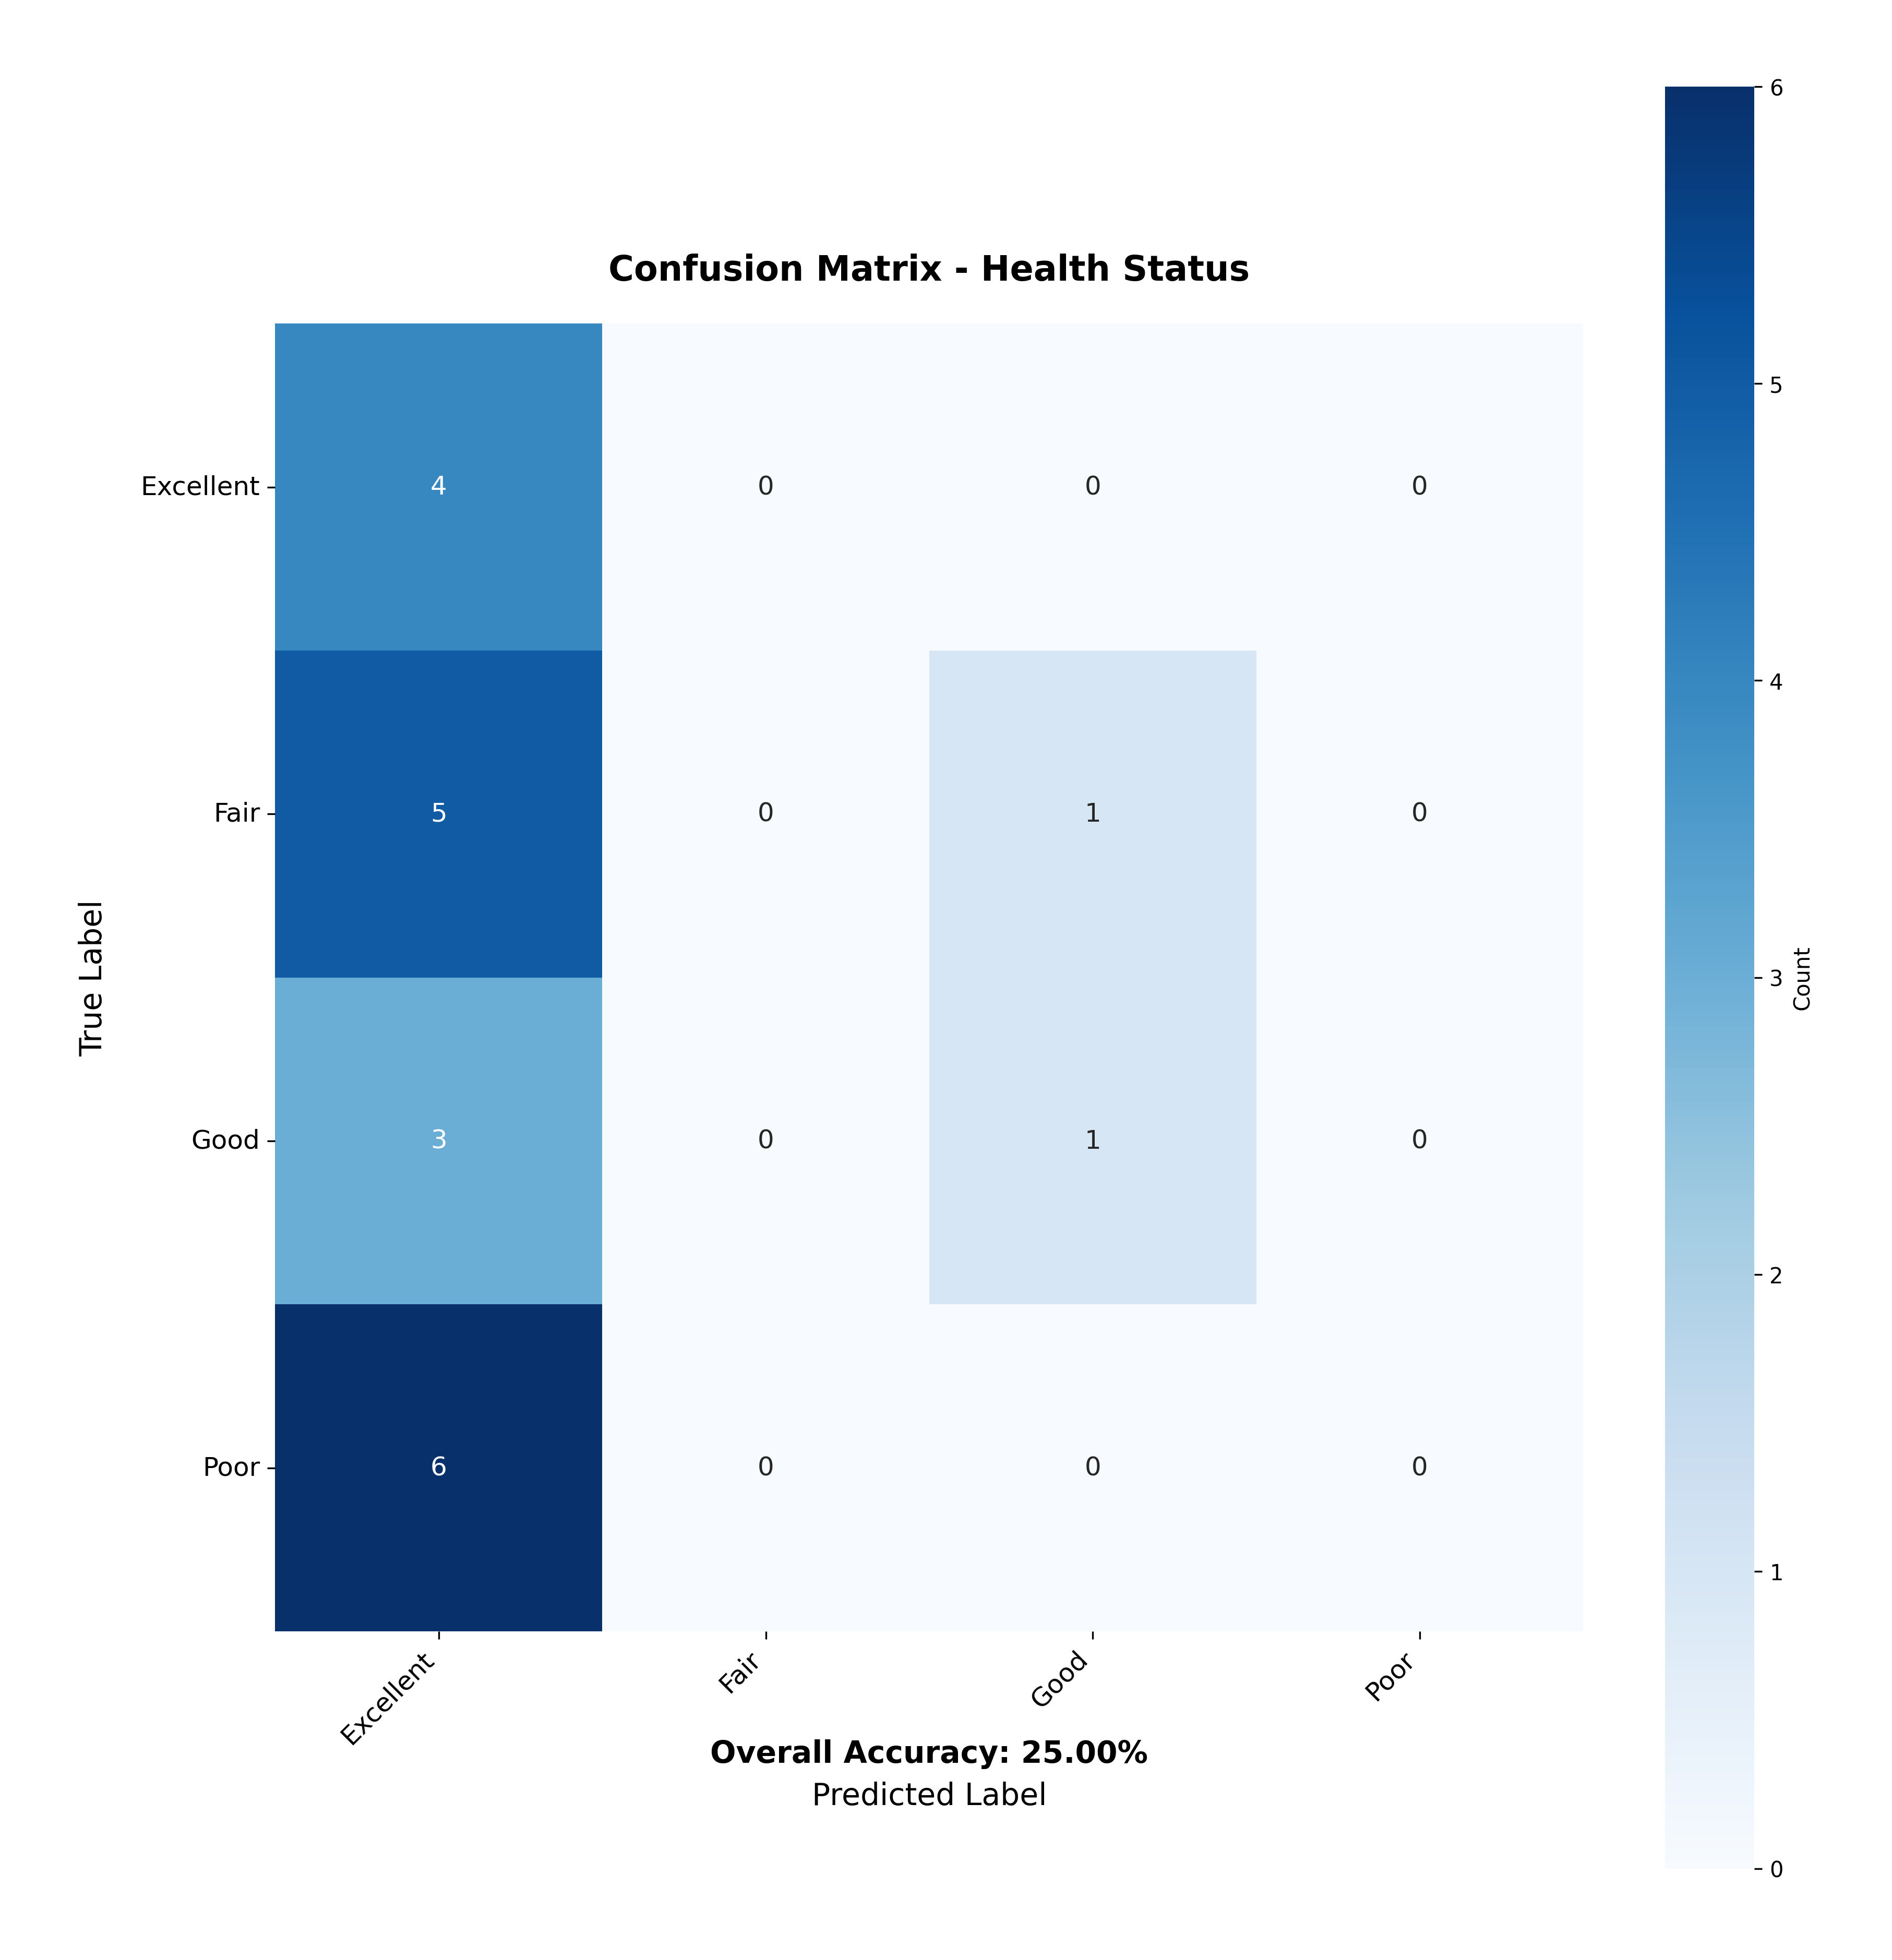 Confusion Matrix - Health Status
True Label
Excellent 4 0 0 0
Fair 5 0 1 0
Good 3 0 1 0
Poor 6 0 0 0
Excellent Fair Good Poor
Overall Accuracy: 25.00%
Predicted Label
6
5
4
3
2
1
0
Count